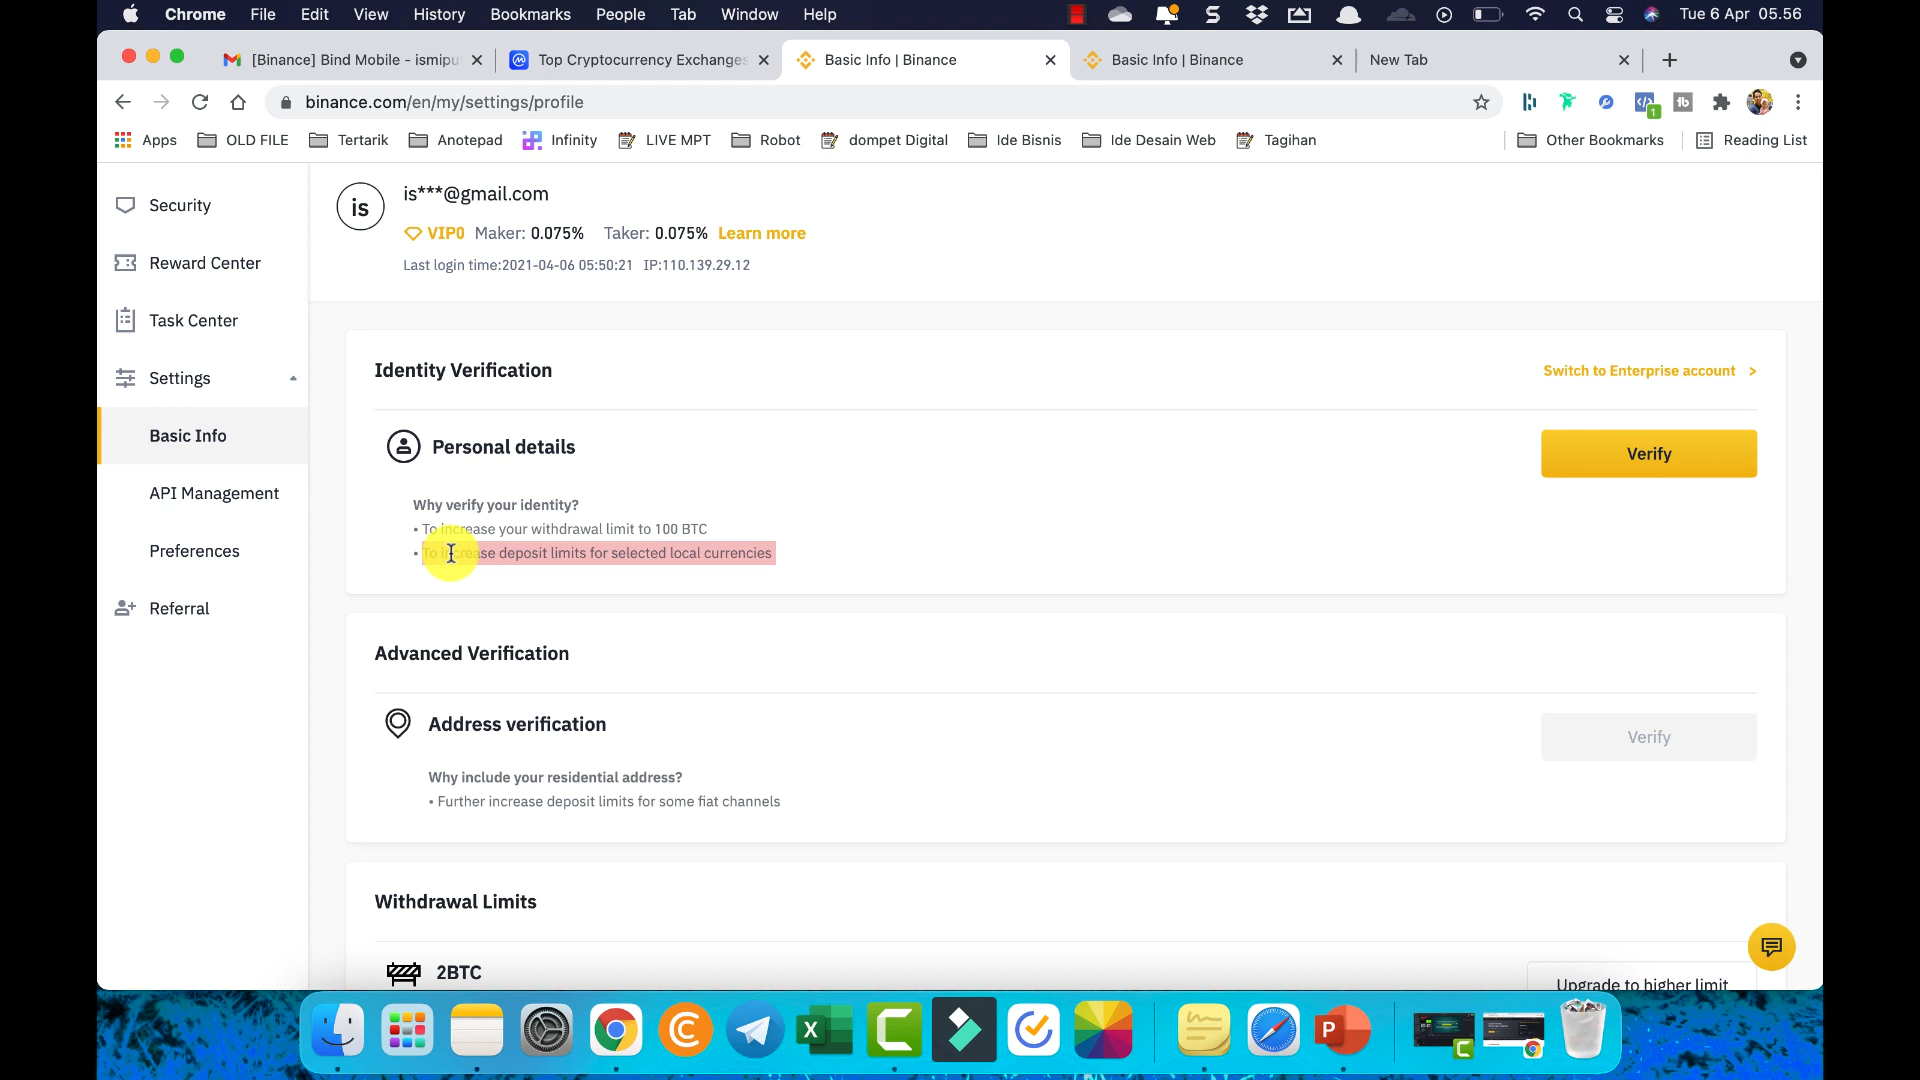 Chrome File Edit View History Bookmarks People Tab Window Help Tue 6 Apr 05.56
[Binance] Bind Mobile - ismipu Top Cryptocurrency Exchanges Basic Info | Binance Basic Info | Binance New Tab
binance.com/en/my/settings/profile
Apps OLD FILE Tertarik Anotepad Infinity LIVE MPT Robot dompet Digital Ide Bisnis Ide Desain Web Tagihan Other Bookmarks Reading List
Security
Reward Center
Task Center
Settings
Basic Info
API Management
Preferences
Referral
is
is***@gmail.com
VIP0 Maker: 0.075% Taker: 0.075% Learn more
Last login time:2021-04-06 05:50:21 IP:110.139.29.12
Identity Verification
Switch to Enterprise account >
Personal details
Verify
Why verify your identity?
• To increase your withdrawal limit to 100 BTC
• To increase deposit limits for selected local currencies
Advanced Verification
Address verification
Verify
Why include your residential address?
• Further increase deposit limits for some fiat channels
Withdrawal Limits
2BTC
Upgrade to higher limit